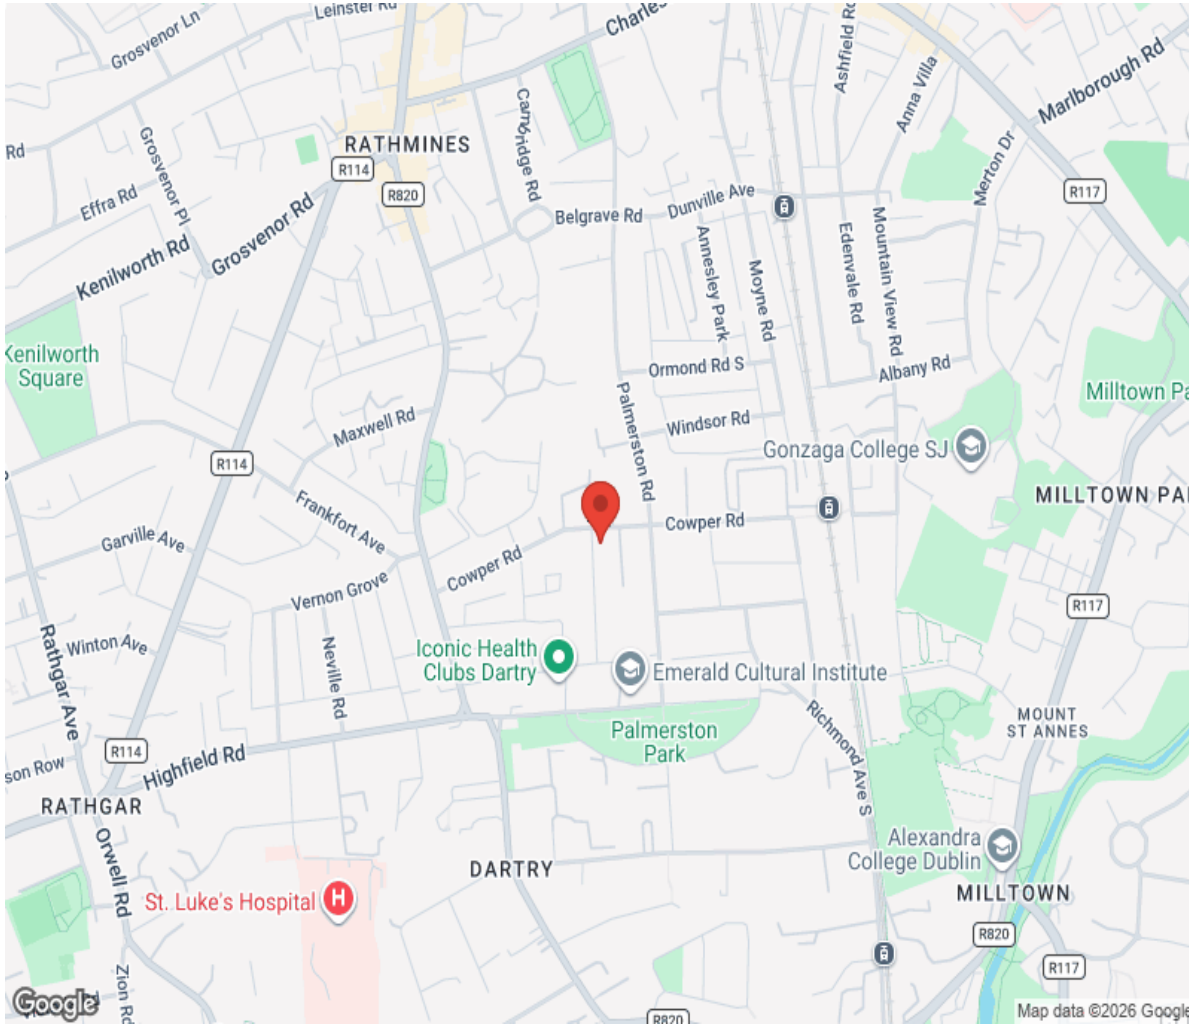 Leinster Rd
Grosvenor Ln
Charles
Ashfield Rd
Marlborough Rd
Anna Villa
Cambridge Rd
Grosvenor Pl
Rd
RATHMINES
R114
R820
Merton Dr
R117
Effra Rd
Grosvenor Rd
Belgrave Rd
Dunville Ave
Kenilworth Rd
Annesley Park
Moyne Rd
Edenvale Rd
Mountain View Rd
Kenilworth
Square
Ormond Rd S
Albany Rd
Milltown Pa
Maxwell Rd
Palmerston Rd
Windsor Rd
Gonzaga College SJ
R114
MILLTOWN PAR
Frankfort Ave
Cowper Rd
Garville Ave
Cowper Rd
Vernon Grove
R117
Rathgar Ave
Winton Ave
Neville Rd
Iconic Health
Clubs Dartry
Emerald Cultural Institute
Richmond Ave S
MOUNT
ST ANNES
Palmerston
Park
R114
son Row
Highfield Rd
RATHGAR
Orwell Rd
DARTRY
Alexandra
College Dublin
MILLTOWN
St. Luke's Hospital
H
R820
R117
Zion Rd
Google
R820
Map data ©2026 Google